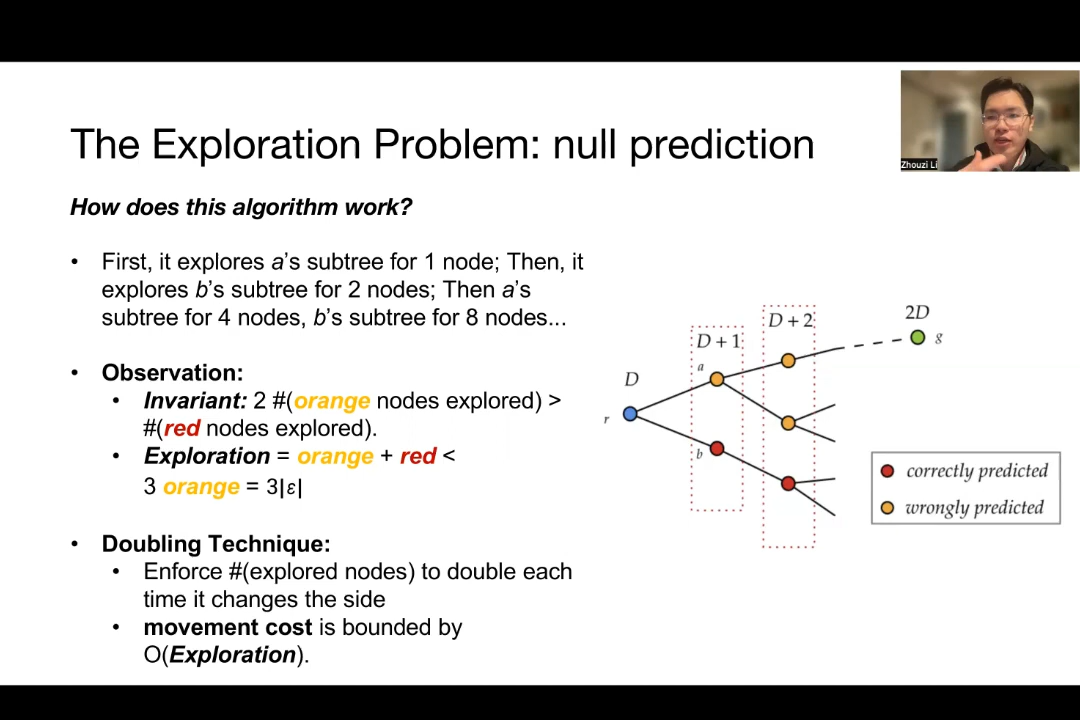 The Exploration Problem: null prediction
Zhouzi Li
How does this algorithm work?
• First, it explores a's subtree for 1 node; Then, it
explores b's subtree for 2 nodes; Then a's
subtree for 4 nodes, b's subtree for 8 nodes...
• Observation:
• Invariant: 2 #(orange nodes explored) >
#(red nodes explored).
• Exploration = orange + red <
3 orange = 3|ε|
• Doubling Technique:
• Enforce #(explored nodes) to double each
time it changes the side
• movement cost is bounded by
O(Exploration).
D
r
D + 1
a
b
D + 2
2D
g
correctly predicted
wrongly predicted